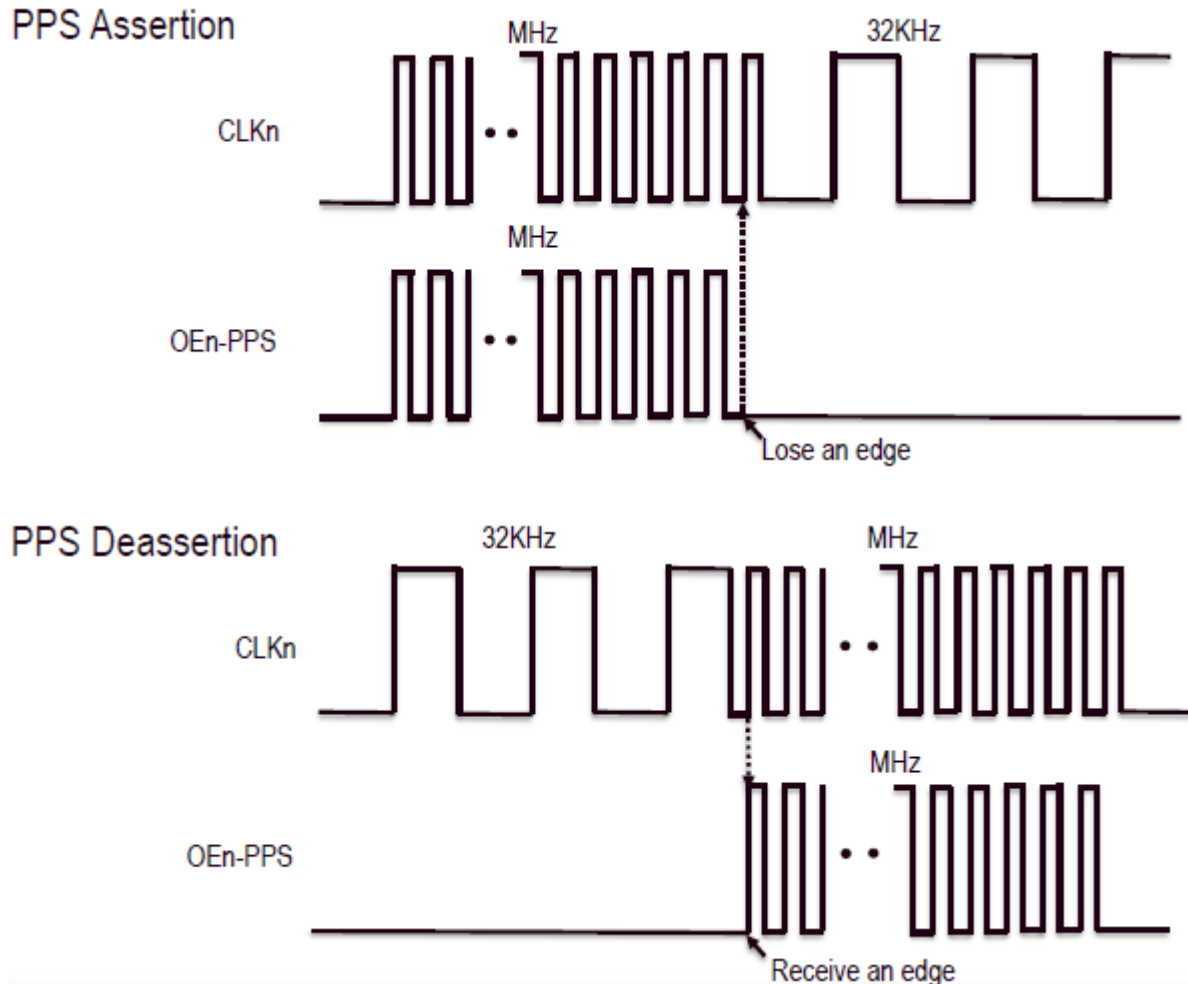 PPS Assertion
MHz
32KHz
CLKn
MHz
OEn-PPS
Lose an edge
PPS Deassertion
32KHz
MHz
CLKn
MHz
OEn-PPS
Receive an edge